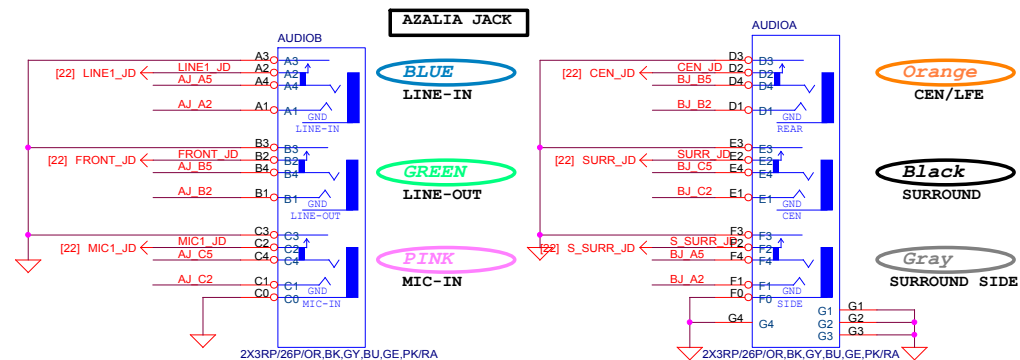 AZALIA JACK
AUDIOB
A3 A3
[22] LINE1_JD LINE1_JD A2 A2
AJ_A5 A4 A4
AJ_A2 A1 A1
GND
LINE-IN
BLUE
LINE-IN
B3 B3
[22] FRONT_JD FRONT_JD B2 B2
AJ_B5 B4 B4
AJ_B2 B1 B1
GND
LINE-OUT
GREEN
LINE-OUT
C3 C3
[22] MIC1_JD MIC1_JD C2 C2
AJ_C5 C4 C4
AJ_C2 C1 C1
GND
C0 C0
MIC-IN
PINK
MIC-IN
2X3RP/26P/OR,BK,GY,BU,GE,PK/RA
AUDIOA
D3 D3
[22] CEN_JD CEN_JD D2 D2
BJ_B5 D4 D4
BJ_B2 D1 D1
GND
REAR
Orange
CEN/LFE
E3 E3
[22] SURR_JD SURR_JD E2 E2
BJ_C5 E4 E4
BJ_C2 E1 E1
GND
CEN
Black
SURROUND
F3 F3
[22] S_SURR_JD S_SURR_JD F2 F2
BJ_A5 F4 F4
BJ_A2 F1 F1
GND
F0 F0
SIDE
Gray
SURROUND SIDE
G4 G4
G1 G1
G2 G2
G3 G3
2X3RP/26P/OR,BK,GY,BU,GE,PK/RA